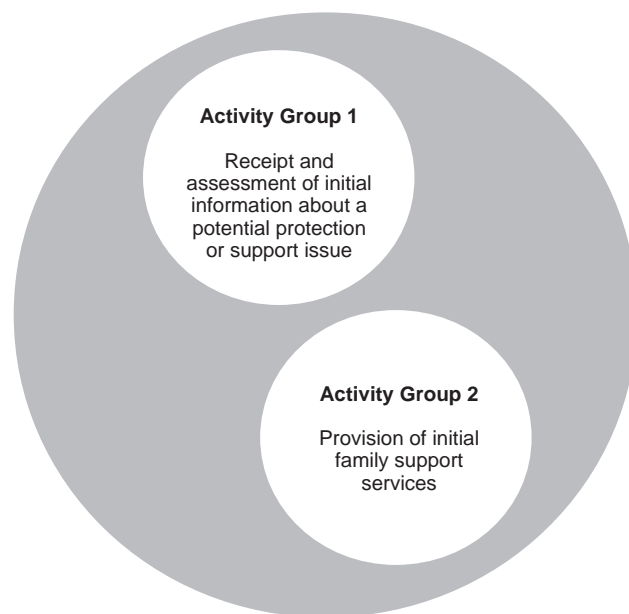 Activity Group 1
Receipt and
assessment of initial
information about a
potential protection
or support issue
Activity Group 2
Provision of initial
family support
services